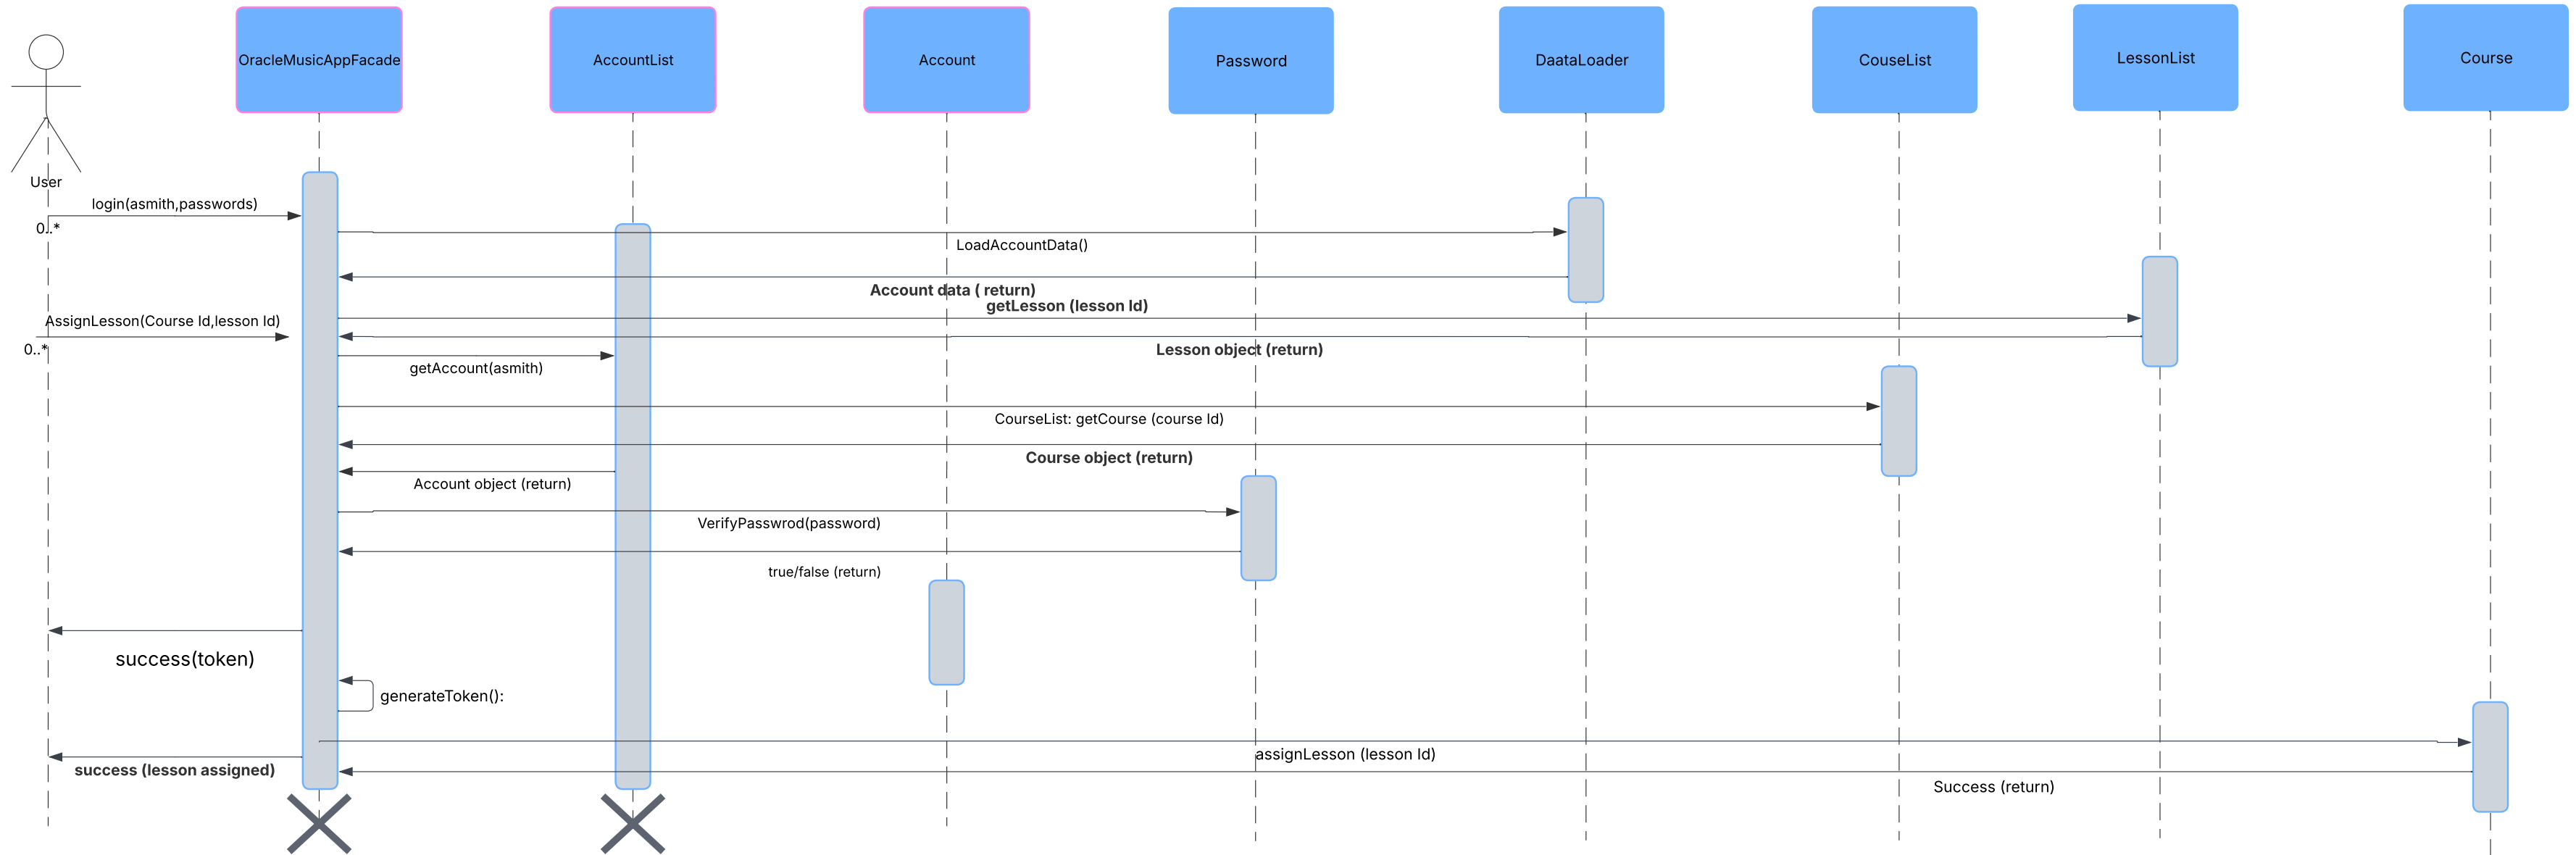 OracleMusicAppFacade
AccountList
Account
Password
DaataLoader
CouseList
LessonList
Course
User
login(asmith,passwords)
0..*
LoadAccountData()
Account data ( return)
getLesson (lesson Id)
AssignLesson(Course Id,lesson Id)
0..*
Lesson object (return)
getAccount(asmith)
CourseList: getCourse (course Id)
Course object (return)
Account object (return)
VerifyPasswrod(password)
true/false (return)
success(token)
generateToken():
assignLesson (lesson Id)
success (lesson assigned)
Success (return)